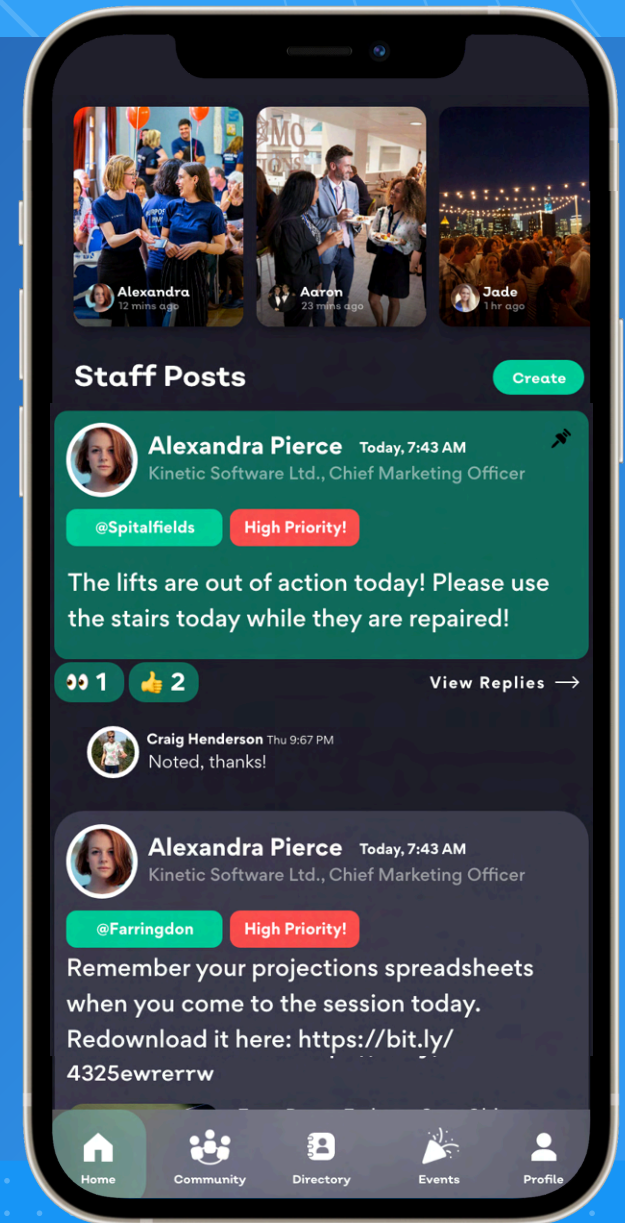 MO
IONS
Alexandra
12 mins ago
Aaron
23 mins ago
Jade
1 hr ago
Staff Posts
Create
Alexandra Pierce Today, 7:43 AM
Kinetic Software Ltd., Chief Marketing Officer
@Spitalfields High Priority!
The lifts are out of action today! Please use
the stairs today while they are repaired!
👀 1 👍 2 View Replies →
Craig Henderson Thu 9:67 PM
Noted, thanks!
Alexandra Pierce Today, 7:43 AM
Kinetic Software Ltd., Chief Marketing Officer
@Farringdon High Priority!
Remember your projections spreadsheets
when you come to the session today.
Redownload it here: https://bit.ly/
4325ewrerrw
Home Community Directory Events Profile